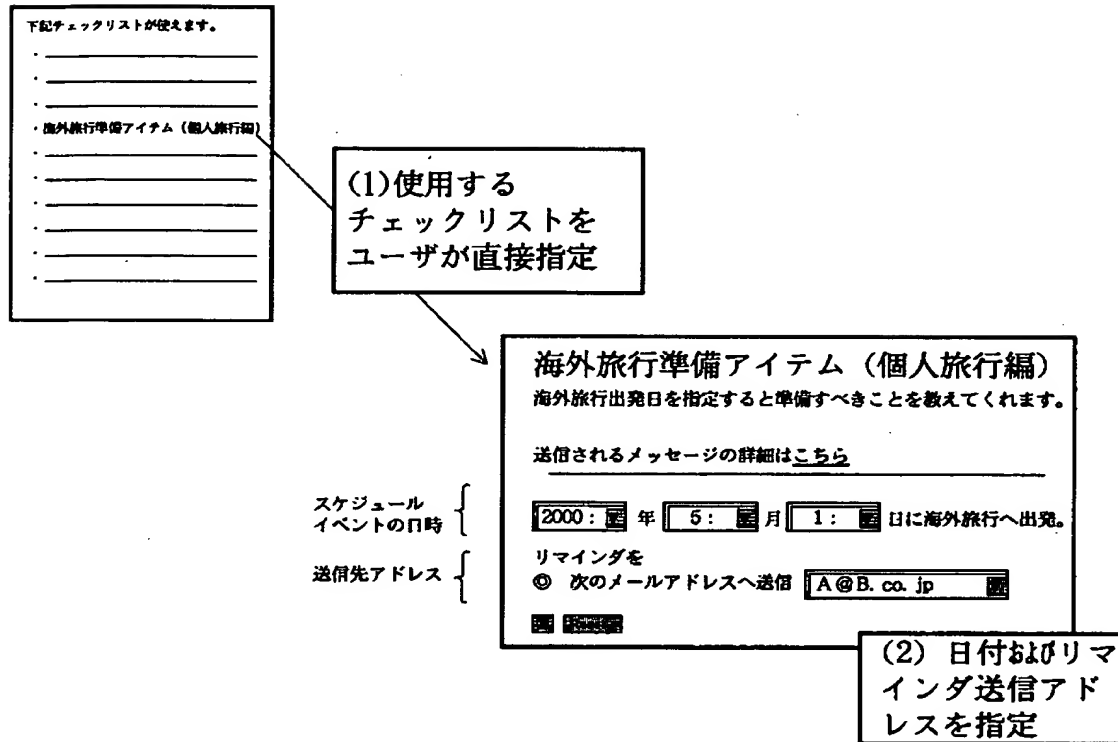 下記チェックリストが使えます。
・海外旅行準備アイテム（個人旅行編）
(1)使用する
チェックリストを
ユーザが直接指定
海外旅行準備アイテム（個人旅行編）
海外旅行出発日を指定すると準備すべきことを教えてくれます。
送信されるメッセージの詳細はこちら
スケジュール
イベントの日時
2000： 年 5： 月 1： 日に海外旅行へ出発。
リマインダを
送信先アドレス
◎ 次のメールアドレスへ送信 A@B. co. jp
(2) 日付およびリマ
インダ送信アド
レスを指定